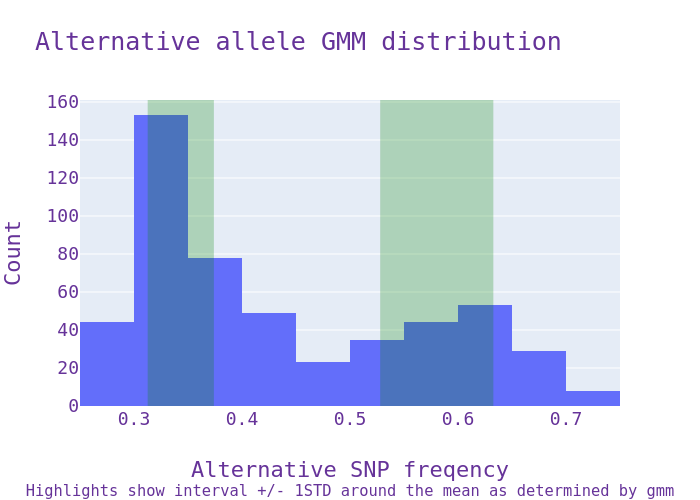 Alternative allele GMM distribution
160
140
120
100
80
60
40
20
0
Count
0.3 0.4 0.5 0.6 0.7
Alternative SNP freqency
Highlights show interval +/- 1STD around the mean as determined by gmm